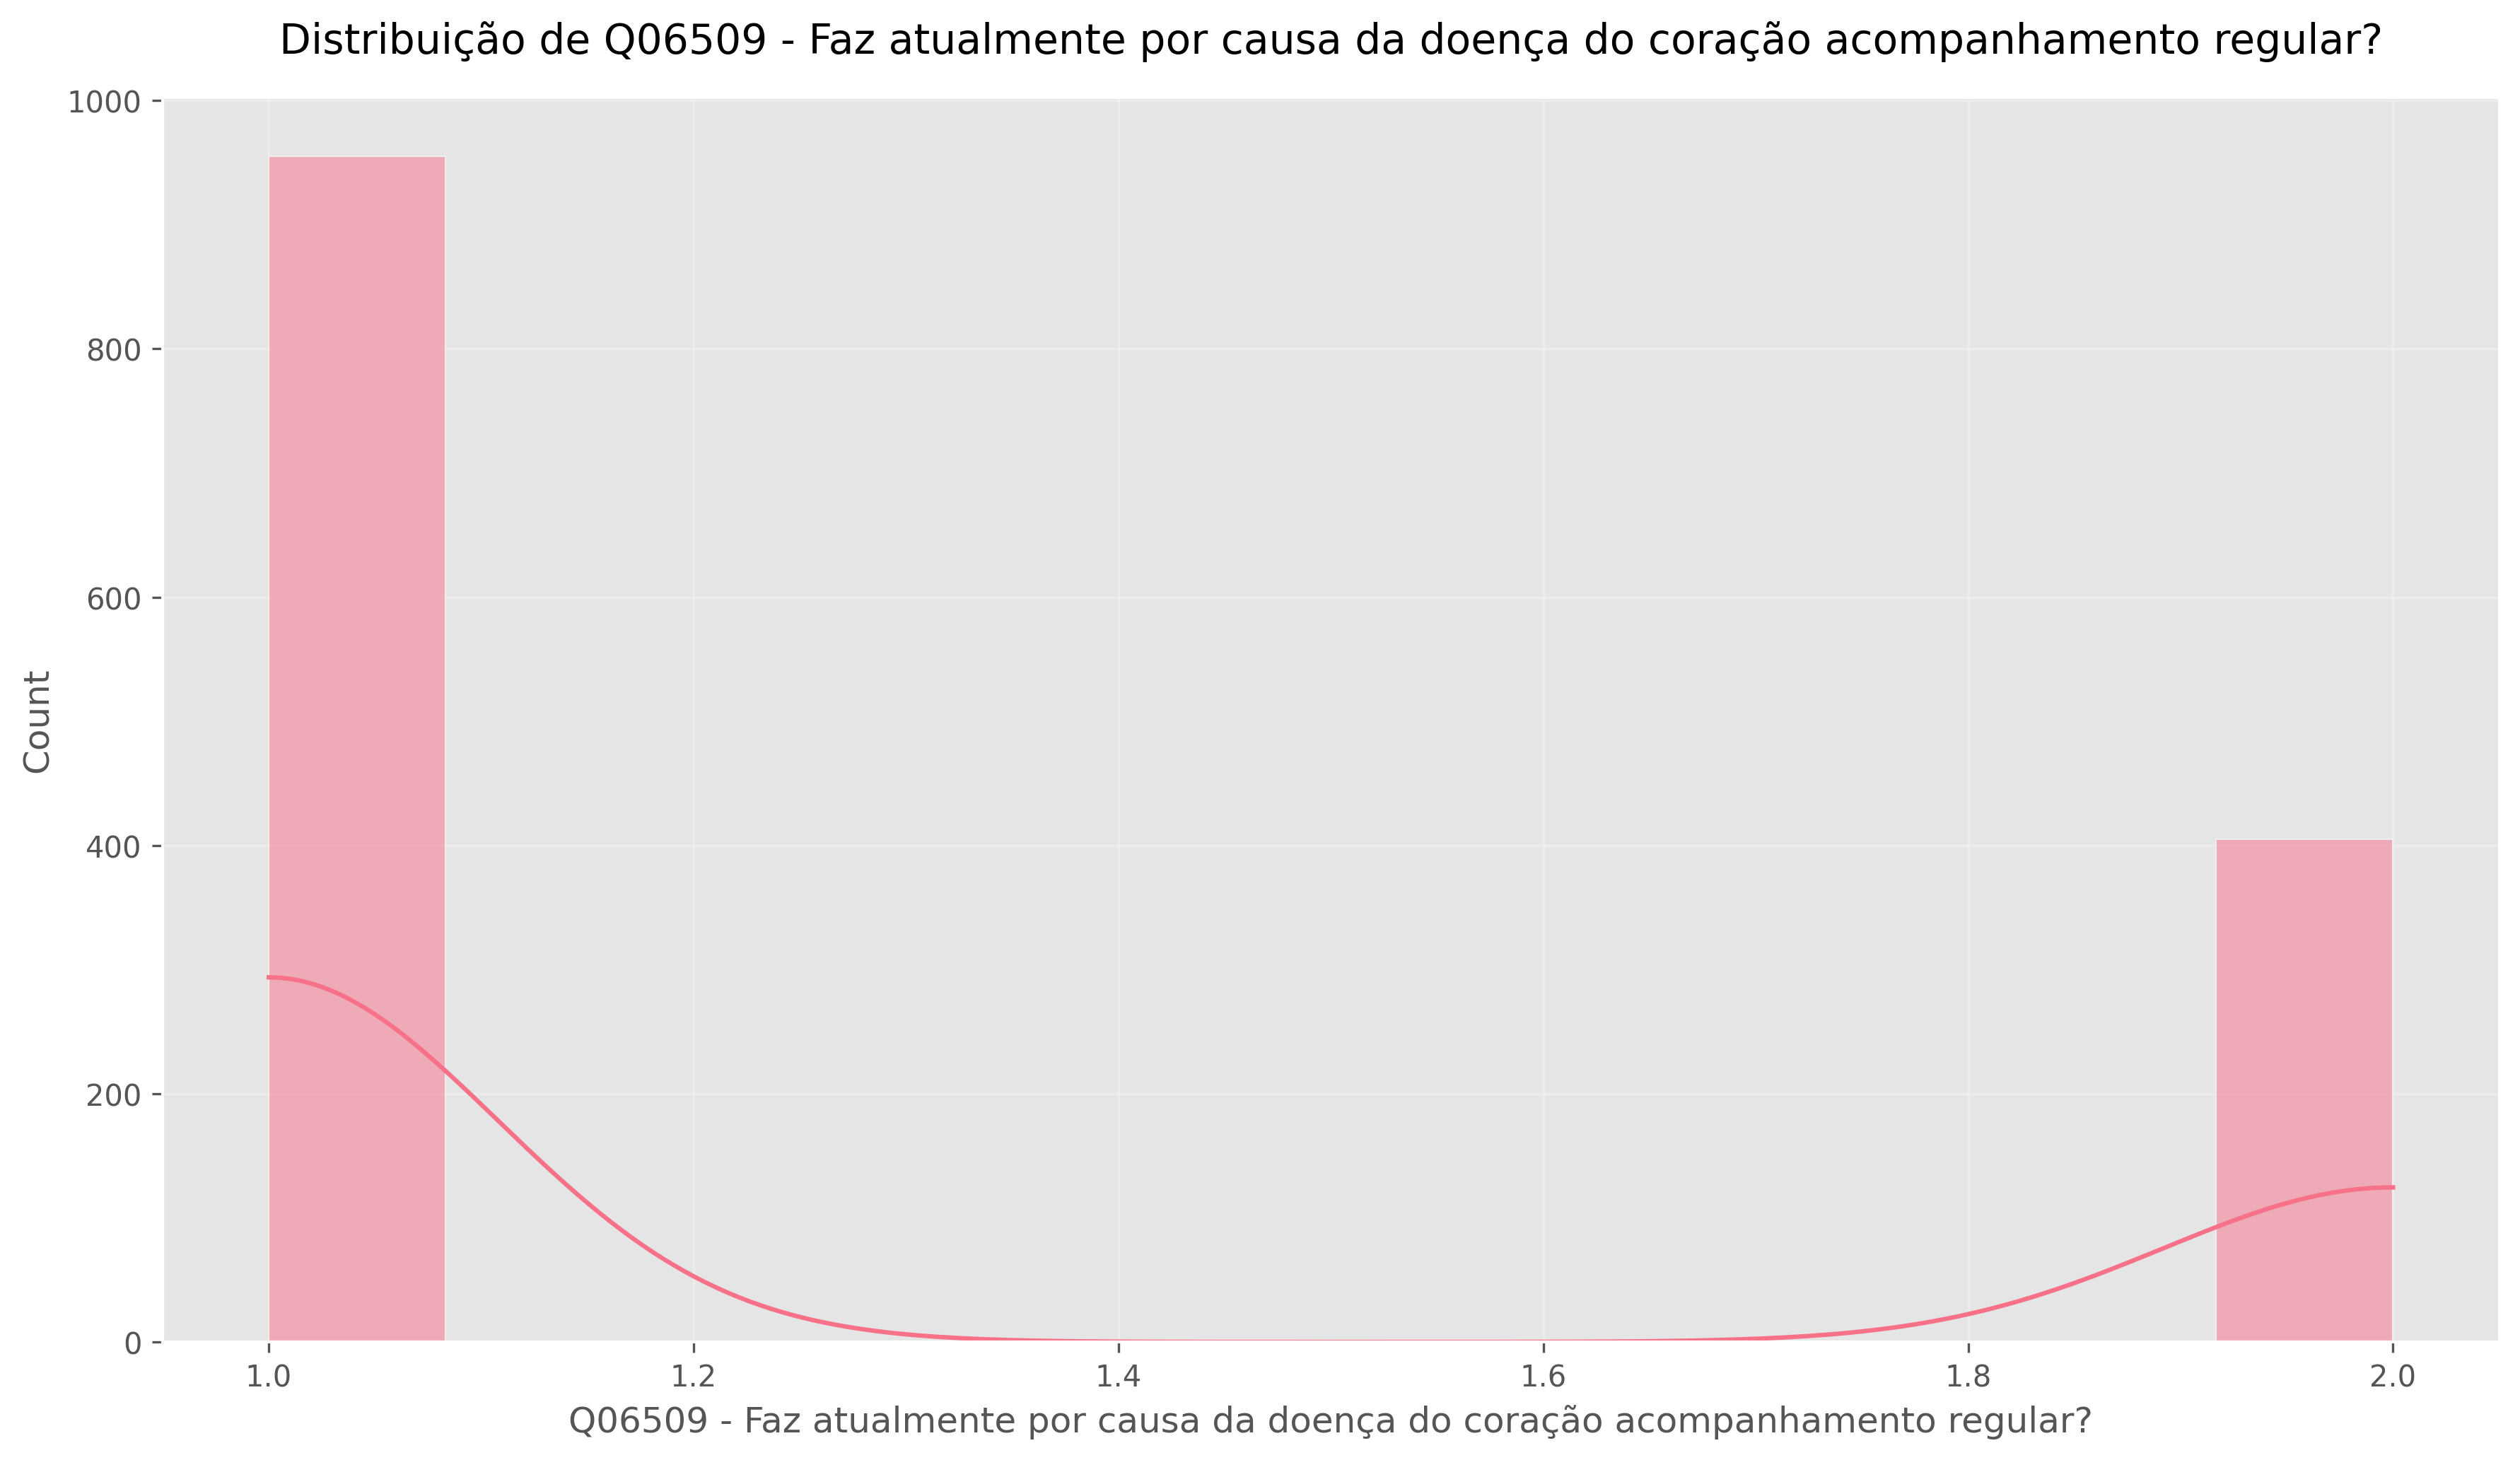 Distribuição de Q06509 - Faz atualmente por causa da doença do coração acompanhamento regular?
1000
800
600
400
200
0
Count
1.0 1.2 1.4 1.6 1.8 2.0
Q06509 - Faz atualmente por causa da doença do coração acompanhamento regular?